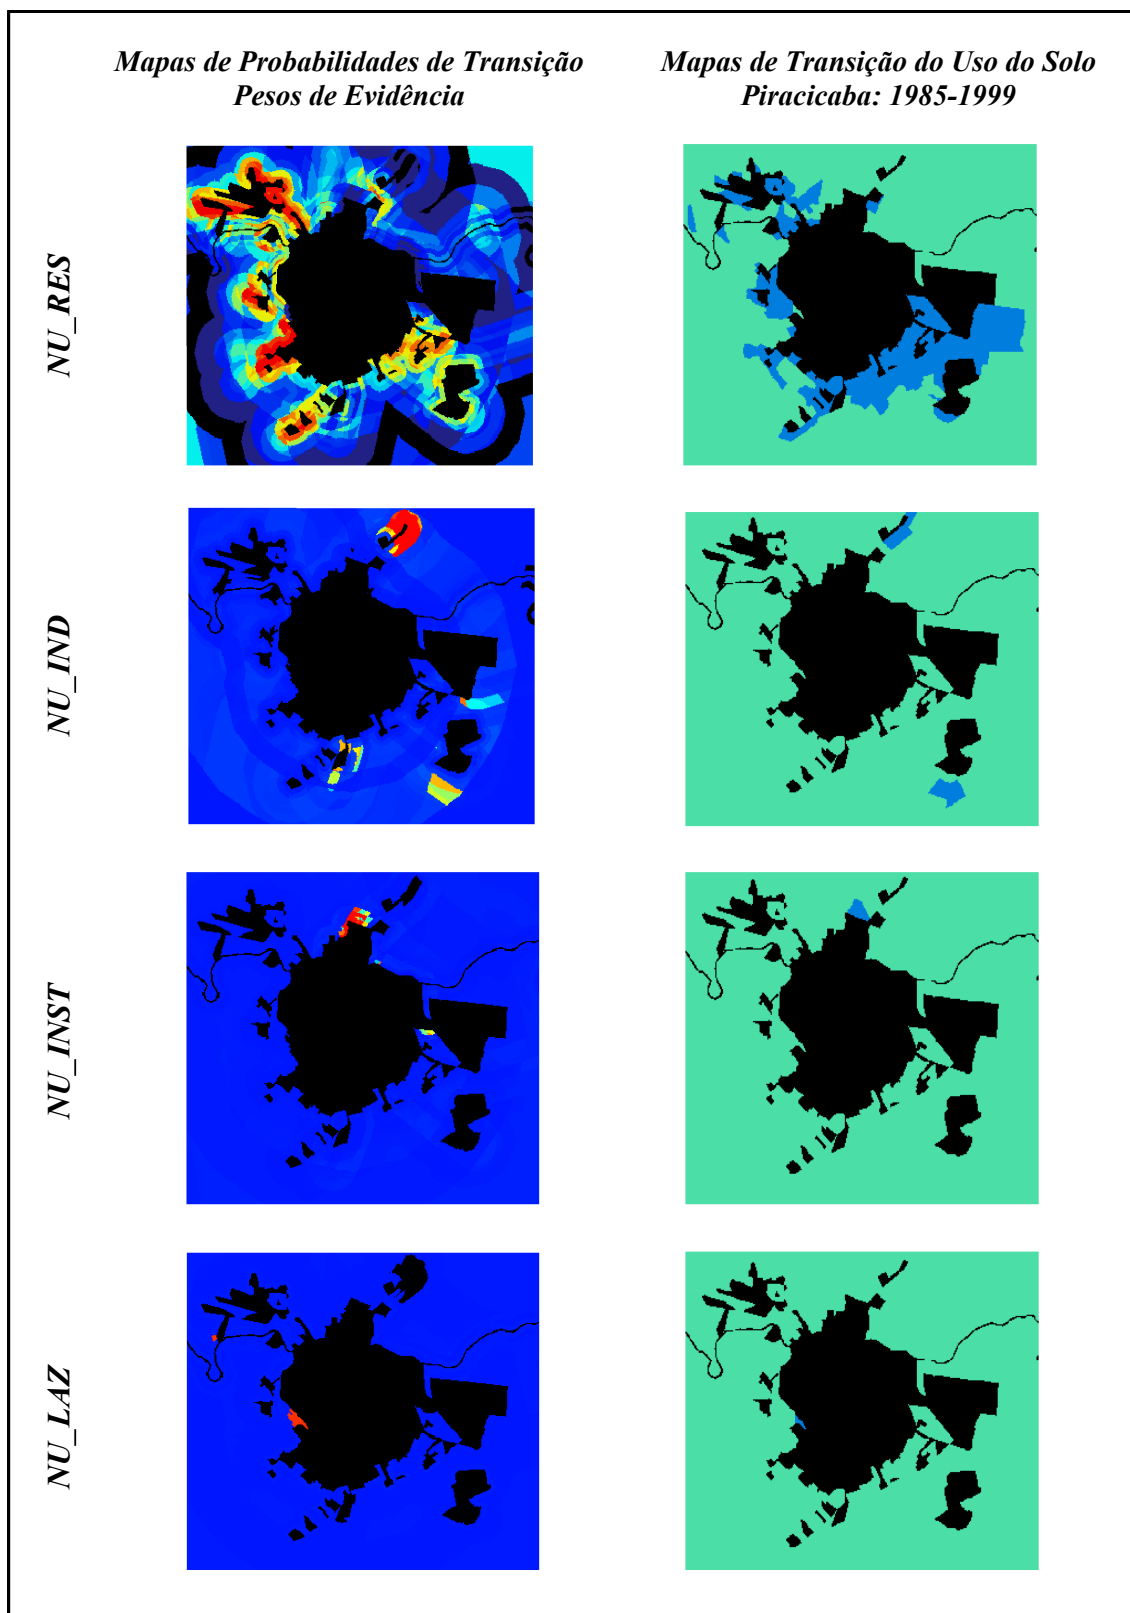 Mapas de Probabilidades de Transição
Pesos de Evidência
Mapas de Transição do Uso do Solo
Piracicaba: 1985-1999
NU_RES
NU_IND
NU_INST
NU_LAZ